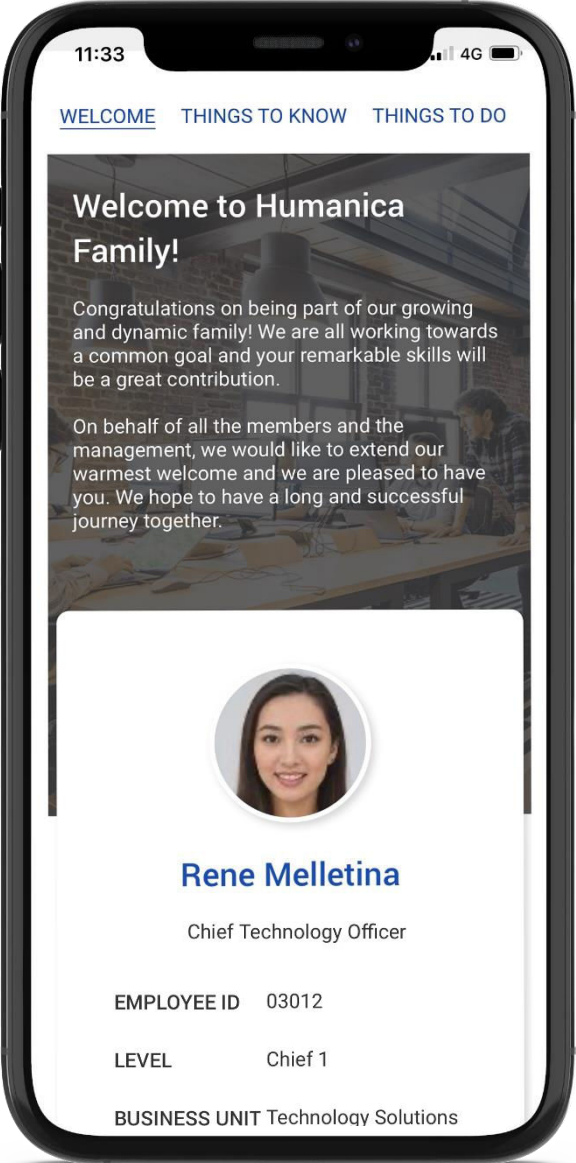 11:33 4G
WELCOME THINGS TO KNOW THINGS TO DO
Welcome to Humanica
Family!
Congratulations on being part of our growing
and dynamic family! We are all working towards
a common goal and your remarkable skills will
be a great contribution.
On behalf of all the members and the
management, we would like to extend our
warmest welcome and we are pleased to have
you. We hope to have a long and successful
journey together.
Rene Melletina
Chief Technology Officer
EMPLOYEE ID 03012
LEVEL Chief 1
BUSINESS UNIT Technology Solutions